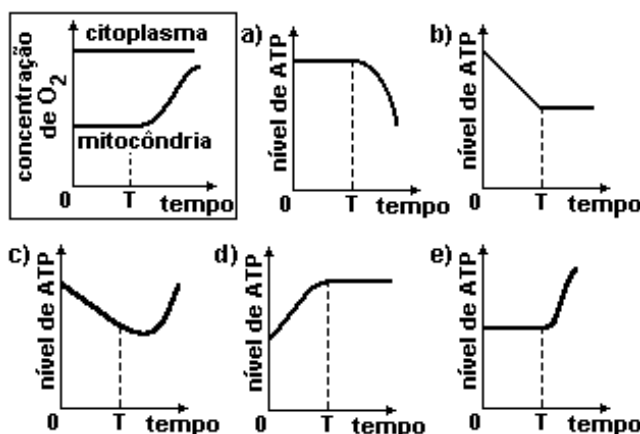 concentração de O2
citoplasma
mitocôndria
0 T tempo
a)
nível de ATP
0 T tempo
b)
nível de ATP
0 T tempo
c)
nível de ATP
0 T tempo
d)
nível de ATP
0 T tempo
e)
nível de ATP
0 T tempo